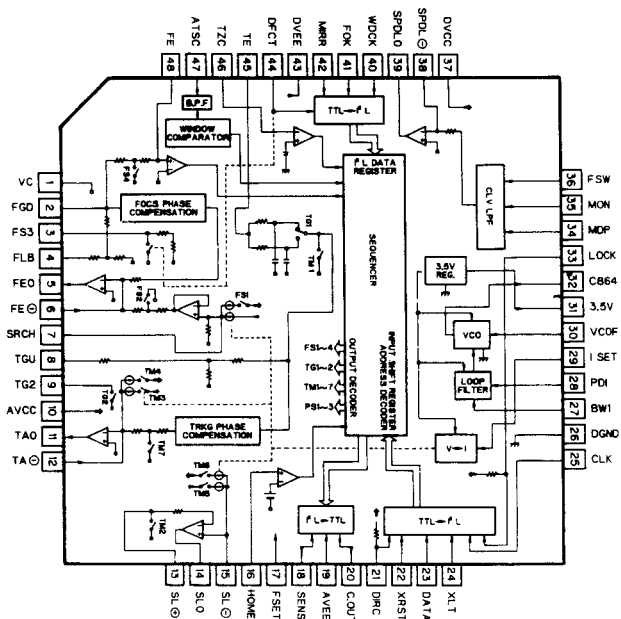 FE
ATSC
TZC
TE
DFCT
DVEE
MIRR
FOK
WDCK
SPDLO
SPDL⊖
DVCC
48
47
46
45
44
43
42
41
40
39
38
37
B.P.F
WINDOW
COMPARATOR
TTL→I²L
FS4
VC 1
FGD 2
FS3 3
FLB 4
FEO 5
FE⊖ 6
SRCH 7
TGU 8
TG2 9
AVCC 10
TAO 11
TA⊖ 12
FOCS PHASE
COMPENSATION
FS2
FS1
TG1
TM1
TM4
TM3
TG2
TRKG PHASE
COMPENSATION
TM7
TM6
TM5
TM2
I²L DATA
REGISTER
SEQUENCER
INPUT SHIFT REGISTER
ADDRESS DECODER
OUTPUT DECODER
FS1~4
TG1~2
TM1~7
PS1~3
I²L→TTL
TTL→I²L
CLV LPF
3.5V
REG.
VCO
LOOP
FILTER
V→I
36 FSW
35 MON
34 MDP
33 LOCK
32 C864
31 3.5V
30 VCOF
29 ISET
28 PDI
27 BW1
26 DGND
25 CLK
13
14
15
16
17
18
19
20
21
22
23
24
SL⊕
SLO
SL⊖
HOME
FSET
SENS
AVEE
C.OUT
DIRC
XRST
DATA
XLT